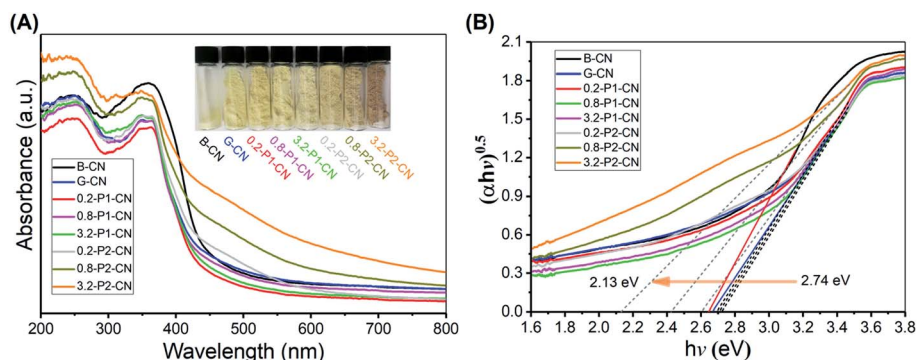 (A)
Absorbance (a.u.)
B-CN
G-CN
0.2-P1-CN
0.8-P1-CN
3.2-P1-CN
0.2-P2-CN
0.8-P2-CN
3.2-P2-CN
B-CN
G-CN
0.2-P1-CN
0.8-P1-CN
3.2-P1-CN
0.2-P2-CN
0.8-P2-CN
3.2-P2-CN
200 300 400 500 600 700 800
Wavelength (nm)
(B)
2.1
1.8
1.5
1.2
0.9
0.6
0.3
0.0
(αhν)0.5
B-CN
G-CN
0.2-P1-CN
0.8-P1-CN
3.2-P1-CN
0.2-P2-CN
0.8-P2-CN
3.2-P2-CN
2.13 eV
2.74 eV
1.6 1.8 2.0 2.2 2.4 2.6 2.8 3.0 3.2 3.4 3.6 3.8
hν (eV)